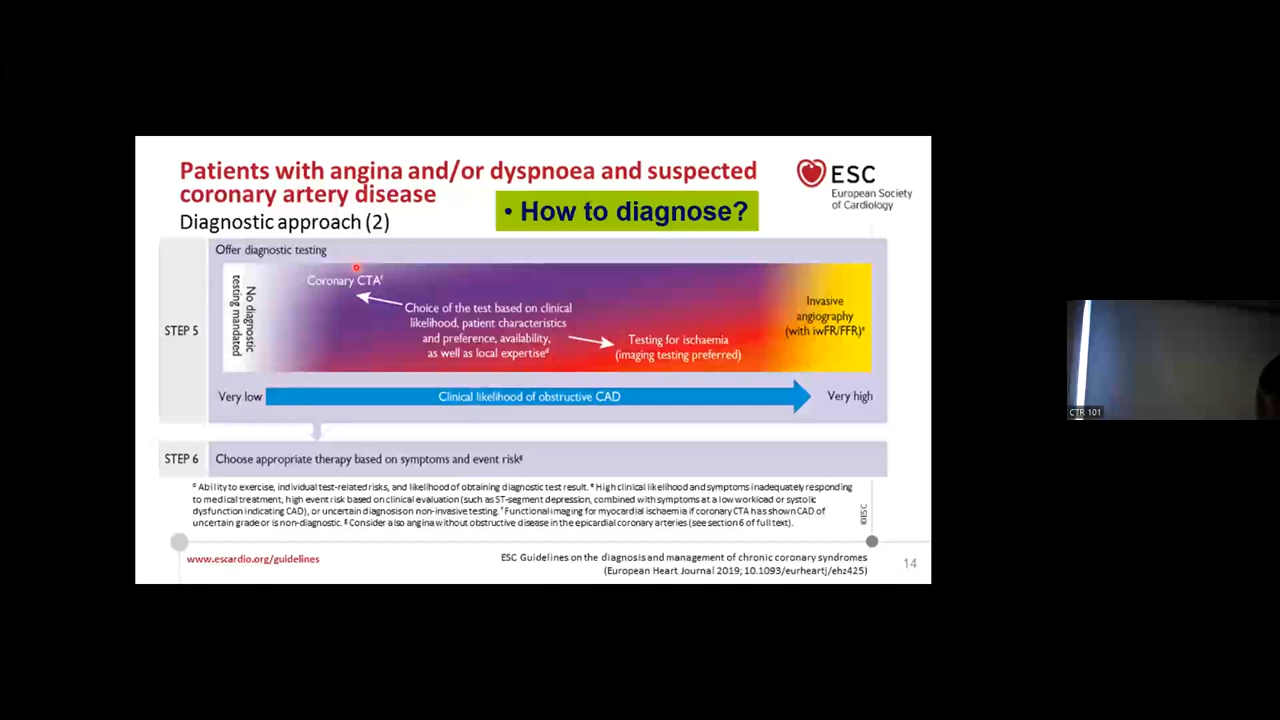 Patients with angina and/or dyspnoea and suspected
coronary artery disease
Diagnostic approach (2)
• How to diagnose?
ESC
European Society
of Cardiology
STEP 5
Offer diagnostic testing
No diagnostic
testing mandated
Coronary CTA†
Choice of the test based on clinical
likelihood, patient characteristics
and preference, availability,
as well as local expertiseᵈ
Testing for ischaemia
(imaging testing preferred)
Invasive
angiography
(with iwFR/FFR)ᵉ
Very low
Clinical likelihood of obstructive CAD
Very high
STEP 6
Choose appropriate therapy based on symptoms and event riskᵍ
ᵈ Ability to exercise, individual test-related risks, and likelihood of obtaining diagnostic test result. ᵉ High clinical likelihood and symptoms inadequately responding
to medical treatment, high event risk based on clinical evaluation (such as ST-segment depression, combined with symptoms at a low workload or systolic
dysfunction indicating CAD), or uncertain diagnosis on non-invasive testing. ᶠ Functional imaging for myocardial ischaemia if coronary CTA has shown CAD of
uncertain grade or is non-diagnostic. ᵍ Consider also angina without obstructive disease in the epicardial coronary arteries (see section 6 of full text).
©ESC
www.escardio.org/guidelines
ESC Guidelines on the diagnosis and management of chronic coronary syndromes
(European Heart Journal 2019; 10.1093/eurheartj/ehz425)
14
CTR 101